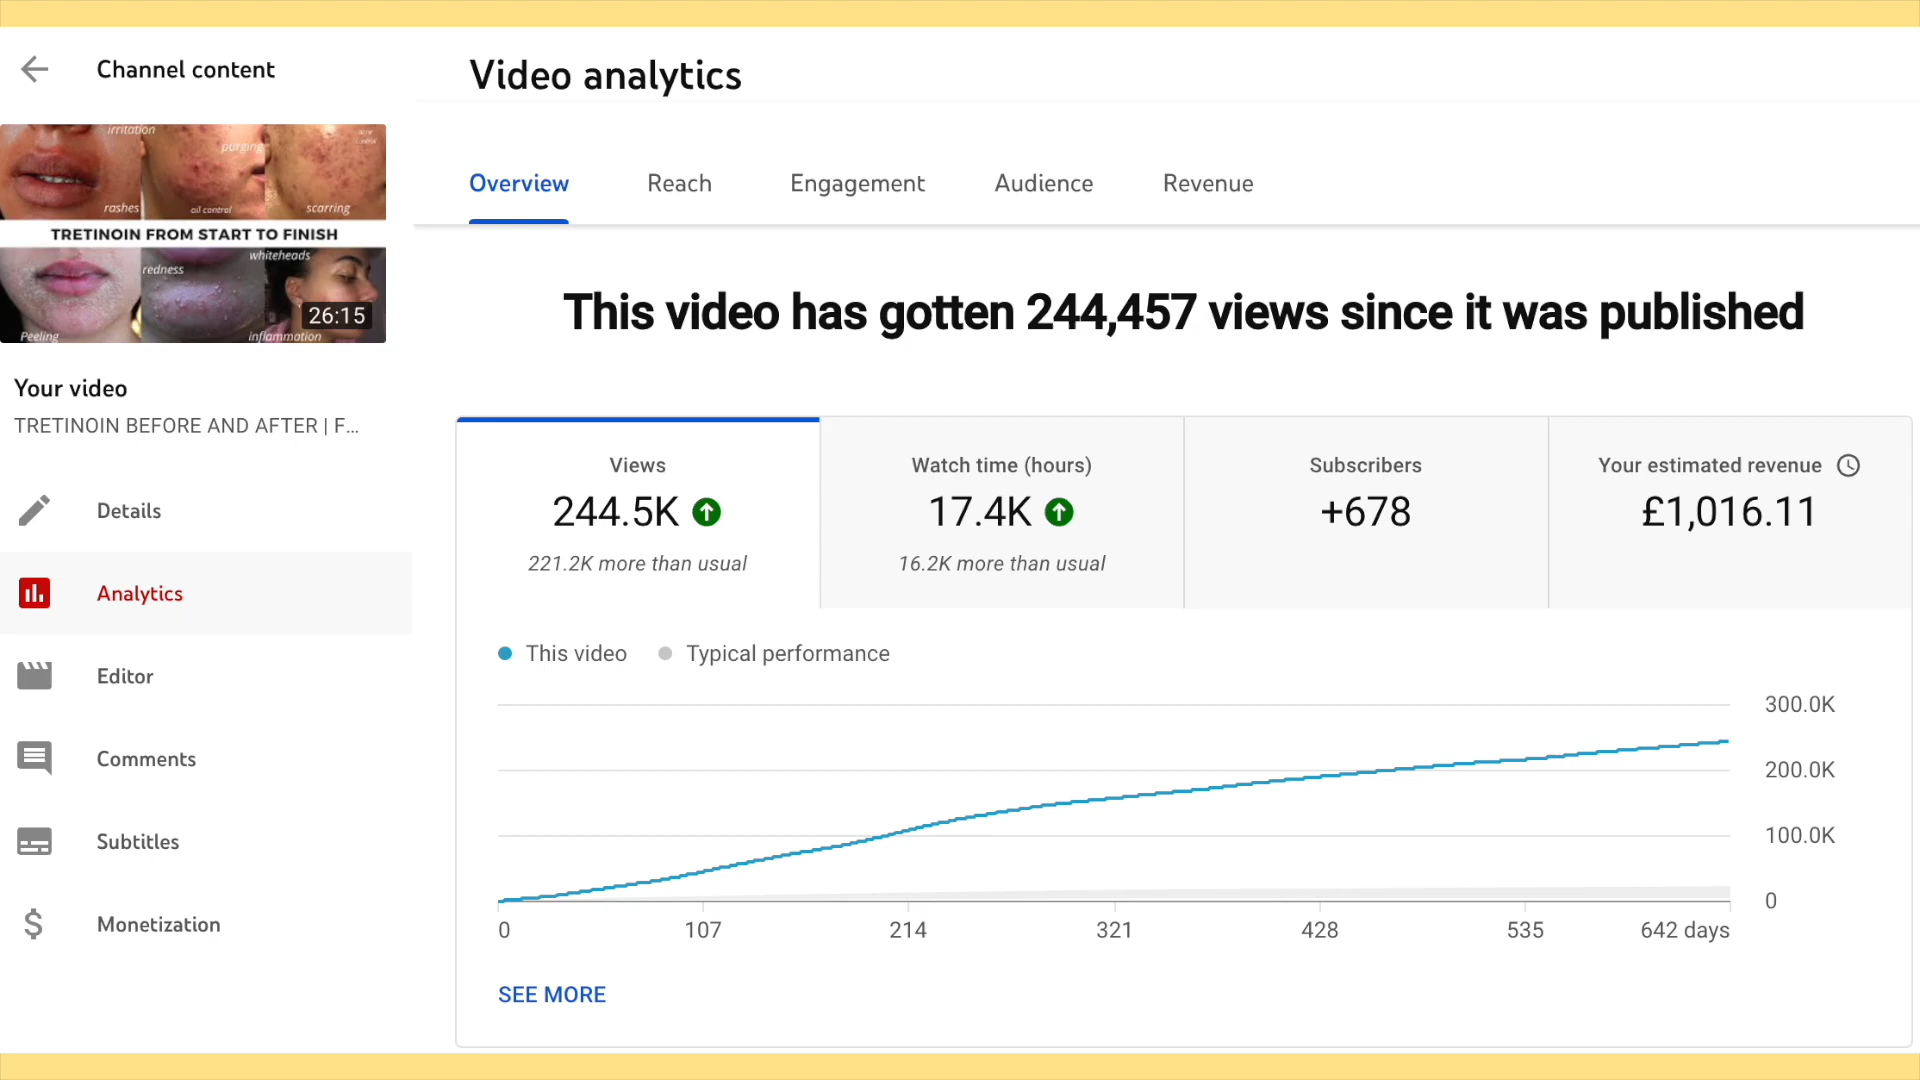 Channel content
irritation
purging
acne
rashes
oil control
scarring
TRETINOIN FROM START TO FINISH
whiteheads
redness
26:15
Peeling
inflammation
Your video
TRETINOIN BEFORE AND AFTER | F...
Details
Analytics
Editor
Comments
Subtitles
Monetization
Video analytics
Overview
Reach
Engagement
Audience
Revenue
This video has gotten 244,457 views since it was published
Views
244.5K
221.2K more than usual
Watch time (hours)
17.4K
16.2K more than usual
Subscribers
+678
Your estimated revenue
£1,016.11
This video
Typical performance
300.0K
200.0K
100.0K
0
0
107
214
321
428
535
642 days
SEE MORE